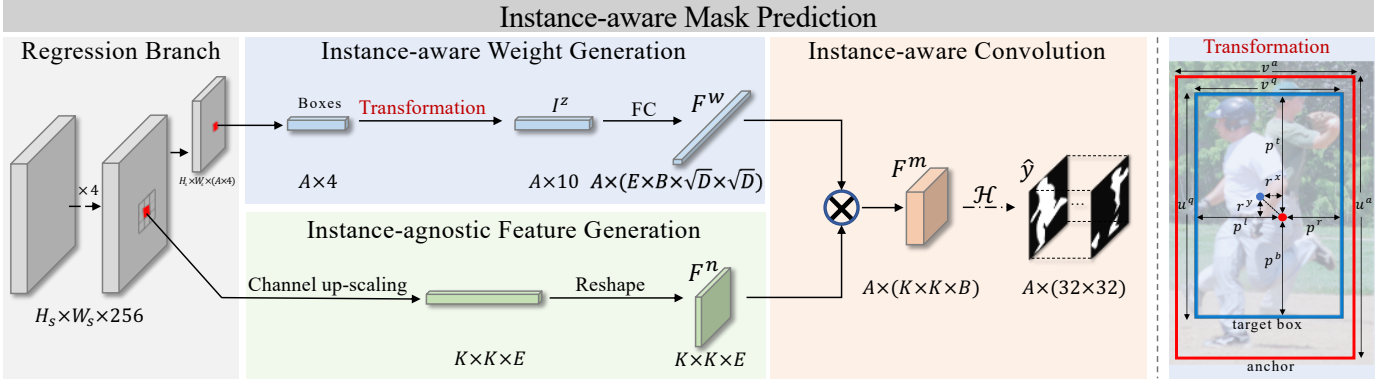 Instance-aware Mask Prediction
Regression Branch
×4
H_s×W_s×256
H_s×W_s×(A×4)
Instance-aware Weight Generation
Boxes
Transformation
I^z
FC
F^w
A×4
A×10
A×(E×B×√D×√D)
Instance-agnostic Feature Generation
Channel up-scaling
Reshape
F^n
K×K×E
K×K×E
Instance-aware Convolution
F^m
ℋ
ŷ
...
A×(K×K×B)
A×(32×32)
Transformation
v^a
v^q
p^t
r^x
u^q
r^y
u^a
p^l
p^r
p^b
target box
anchor